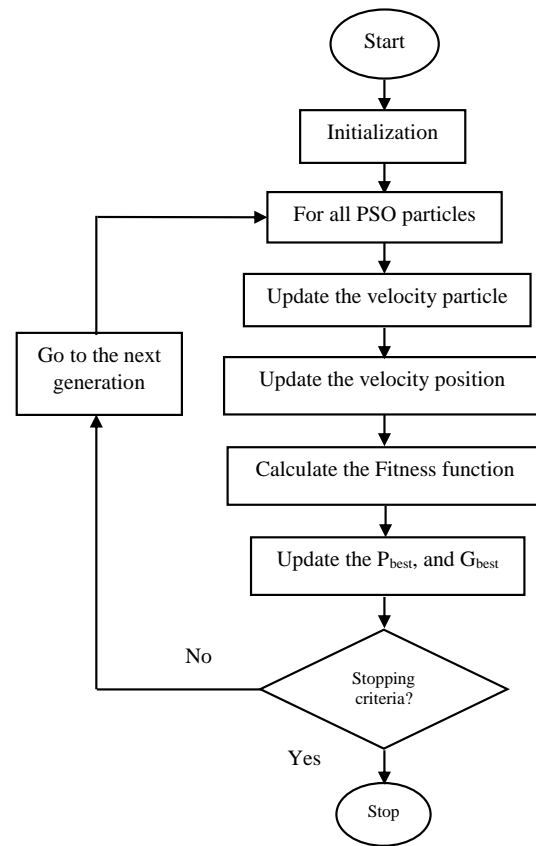 Start
Initialization
For all PSO particles
Update the velocity particle
Go to the next
generation
Update the velocity position
Calculate the Fitness function
Update the Pbest, and Gbest
No
Stopping
criteria?
Yes
Stop